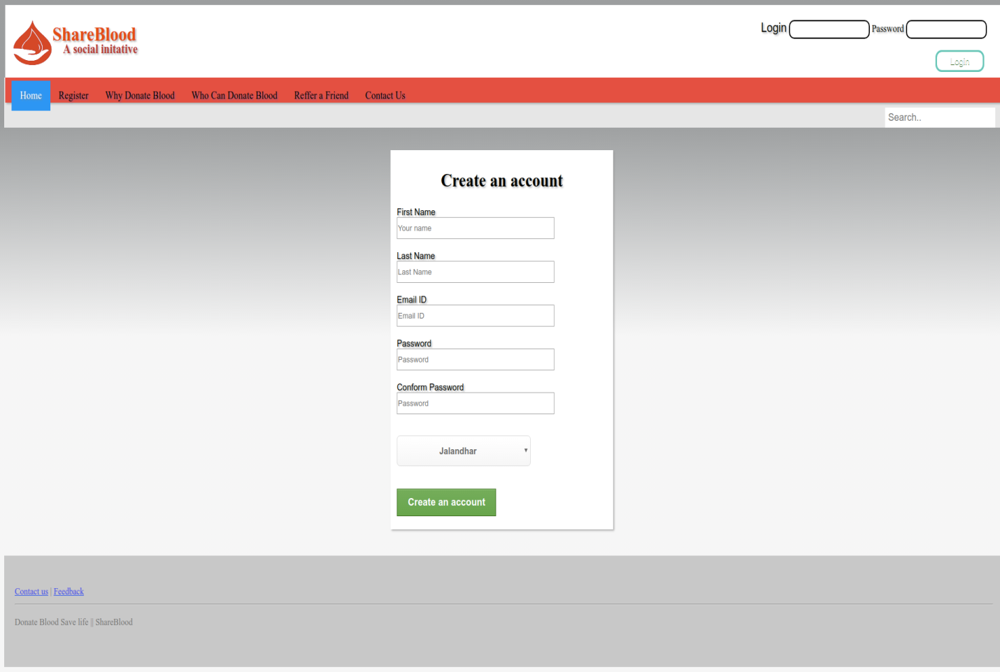 ShareBlood
A social initative
Login Password
Login
Home Register Why Donate Blood Who Can Donate Blood Reffer a Friend Contact Us
Search..
Create an account
First Name
Your name
Last Name
Last Name
Email ID
Email ID
Password
Password
Conform Password
Password
Jalandhar
Create an account
Contact us | Feedback
Donate Blood Save life || ShareBlood